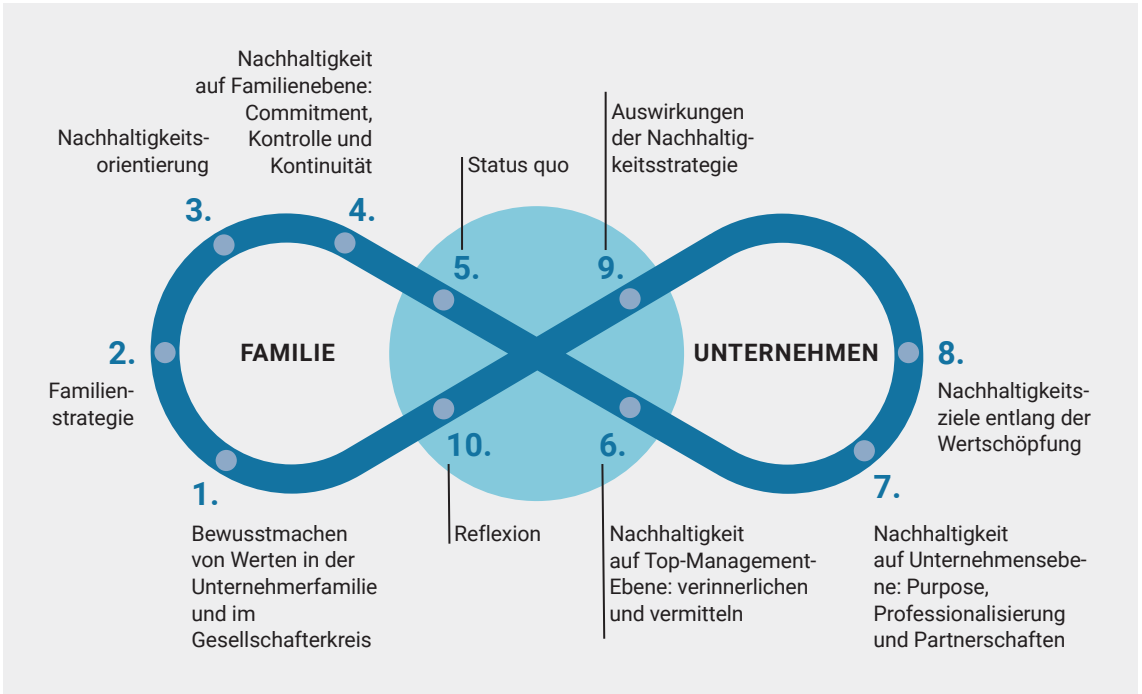 Nachhaltigkeit
auf Familienebene:
Commitment,
Kontrolle und
Kontinuität
Nachhaltigkeits-
orientierung
Status quo
Auswirkungen
der Nachhaltig-
keitsstrategie
3.
4.
5.
9.
2.
Familien-
strategie
FAMILIE
UNTERNEHMEN
8.
Nachhaltigkeits-
ziele entlang der
Wertschöpfung
1.
10.
6.
7.
Bewusstmachen
von Werten in der
Unternehmerfamilie
und im
Gesellschafterkreis
Reflexion
Nachhaltigkeit
auf Top-Management-
Ebene: verinnerlichen
und vermitteln
Nachhaltigkeit
auf Unternehmensebe-
ne: Purpose,
Professionalisierung
und Partnerschaften